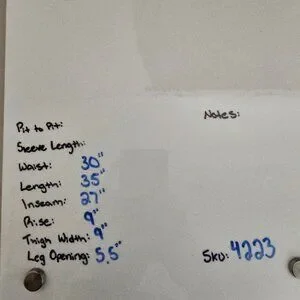 Notes:
Pit to Pit:
Sleeve Length:
Waist: 30"
Length: 35"
Inseam: 27"
Rise: 9"
Thigh Width: 9"
Leg Opening: 5.5"
SKU: 4223